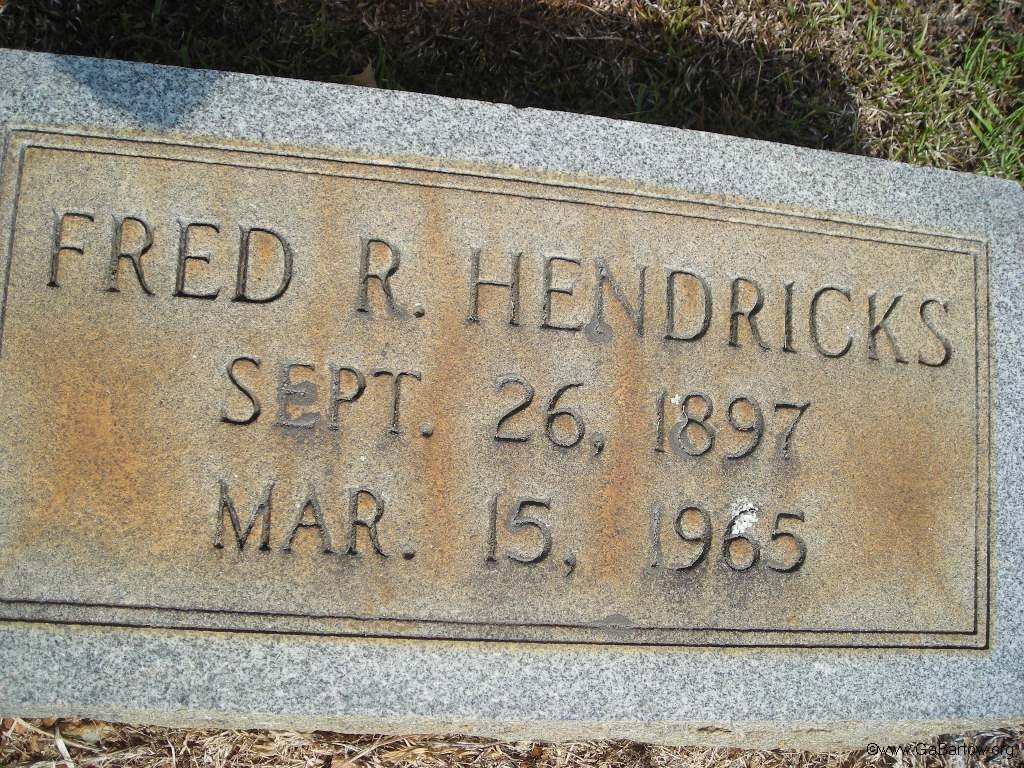 FRED R. HENDRICKS
SEPT. 26, 1897
MAR. 15, 1965
©www.GaBartow.org